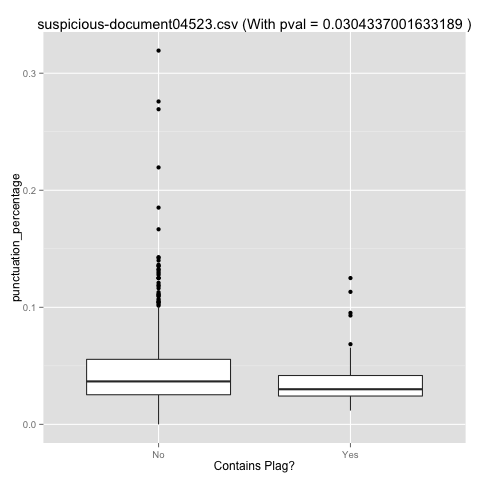 suspicious-document04523.csv (With pval = 0.0304337001633189 )
0.3
0.2
0.1
0.0
punctuation_percentage
No
Yes
Contains Plag?